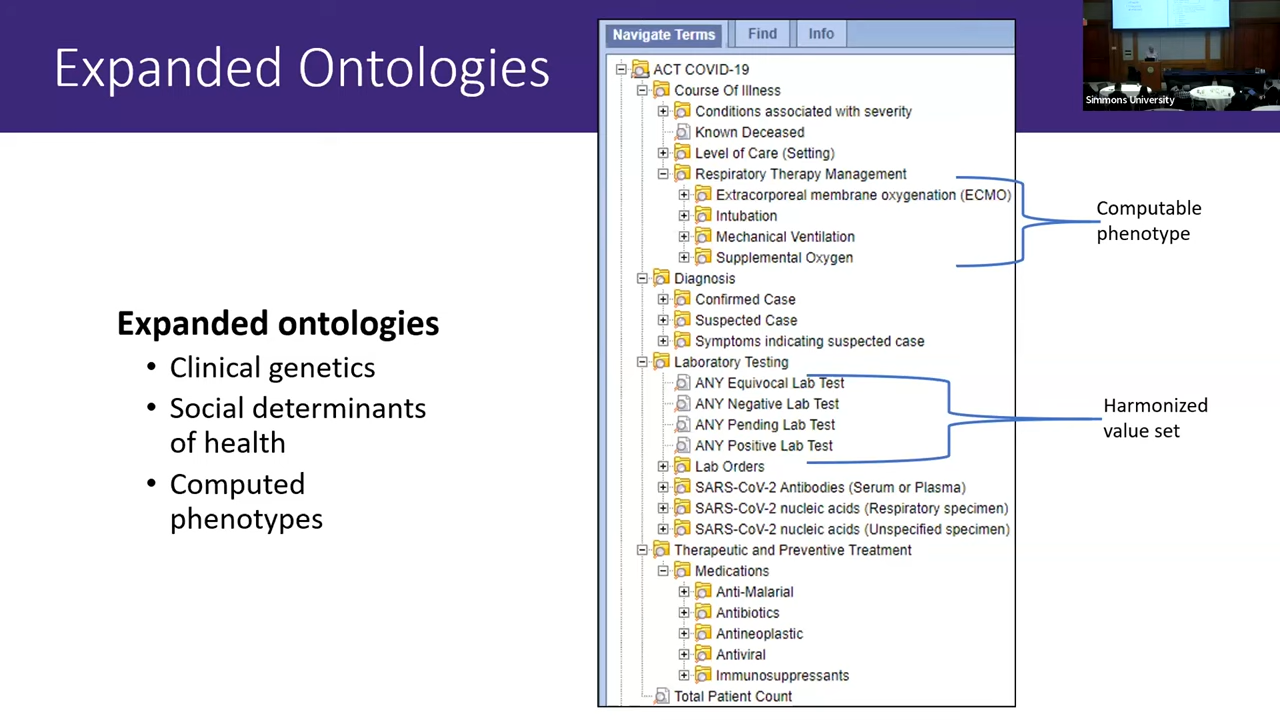 Expanded Ontologies
Expanded ontologies
• Clinical genetics
• Social determinants
of health
• Computed
phenotypes
Navigate Terms
Find
Info
ACT COVID-19
Course Of Illness
Conditions associated with severity
Known Deceased
Level of Care (Setting)
Respiratory Therapy Management
Extracorporeal membrane oxygenation (ECMO)
Intubation
Mechanical Ventilation
Supplemental Oxygen
Diagnosis
Confirmed Case
Suspected Case
Symptoms indicating suspected case
Laboratory Testing
ANY Equivocal Lab Test
ANY Negative Lab Test
ANY Pending Lab Test
ANY Positive Lab Test
Lab Orders
SARS-CoV-2 Antibodies (Serum or Plasma)
SARS-CoV-2 nucleic acids (Respiratory specimen)
SARS-CoV-2 nucleic acids (Unspecified specimen)
Therapeutic and Preventive Treatment
Medications
Anti-Malarial
Antibiotics
Antineoplastic
Antiviral
Immunosuppressants
Total Patient Count
Computable
phenotype
Harmonized
value set
Simmons University